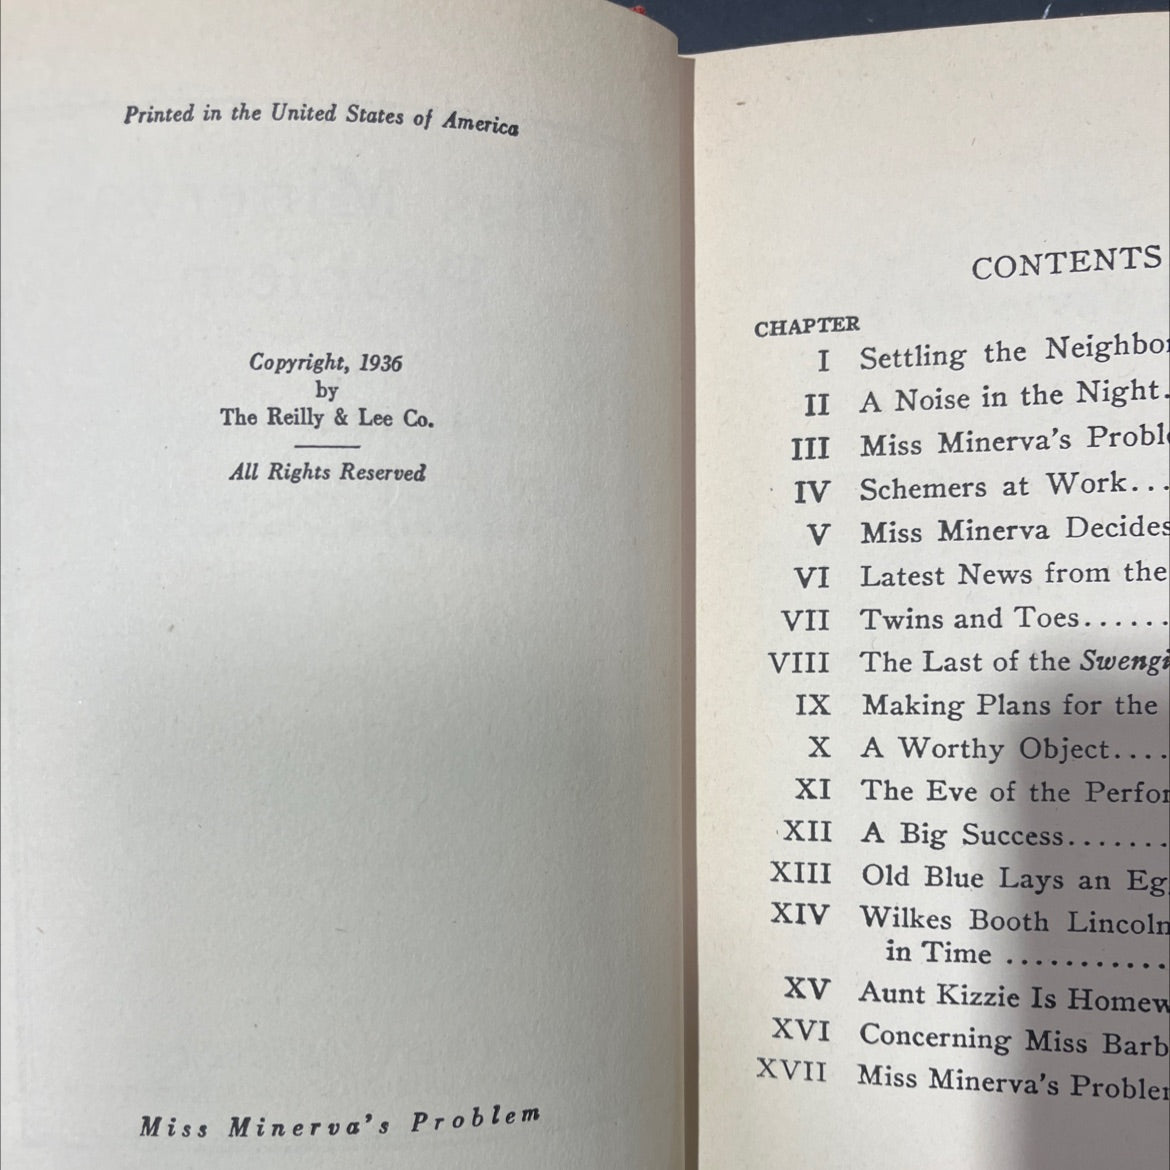 Printed in the United States of America
Copyright, 1936
by
The Reilly & Lee Co.
All Rights Reserved
Miss Minerva's Problem
CONTENTS
CHAPTER
I Settling the
II A Noise in the Night.
III Miss Minerva's
IV Schemers at Work...
V Miss Minerva Decides
VI Latest News from the
VII Twins and Toes......
VIII The Last of the
IX Making Plans for the
X A Worthy Object....
XI The Eve of the
XII A Big Success.......
XIII Old Blue Lays an
XIV Wilkes Booth Lincoln
in Time ...........
XV Aunt Kizzie Is
XVI Concerning Miss
XVII Miss Minerva's